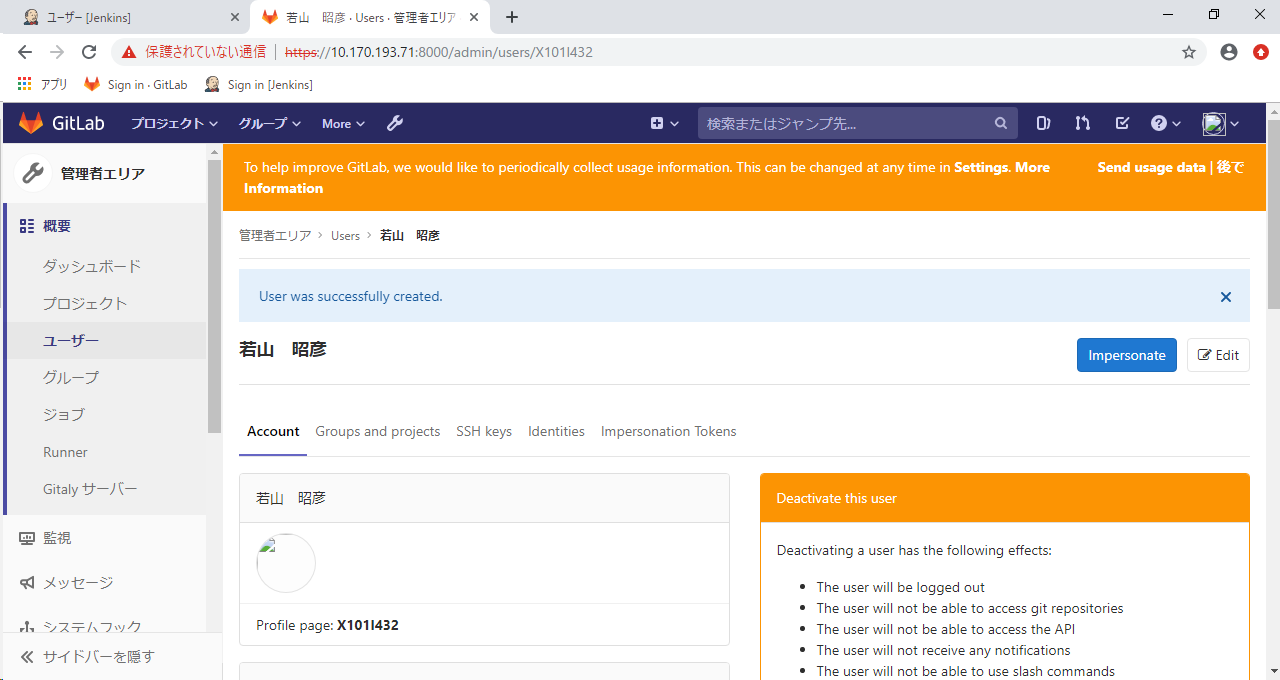 ユーザー [Jenkins]
若山　昭彦 · Users · 管理者エリア
保護されていない通信
https://10.170.193.71:8000/admin/users/X101I432
アプリ
Sign in · GitLab
Sign in [Jenkins]
GitLab
プロジェクト
グループ
More
検索またはジャンプ先...
管理者エリア
To help improve GitLab, we would like to periodically collect usage information. This can be changed at any time in Settings. More
Information
Send usage data | 後で
概要
ダッシュボード
プロジェクト
ユーザー
グループ
ジョブ
Runner
Gitaly サーバー
監視
メッセージ
システムフック
サイドバーを隠す
管理者エリア > Users > 若山　昭彦
User was successfully created.
若山　昭彦
Impersonate
Edit
Account
Groups and projects
SSH keys
Identities
Impersonation Tokens
若山　昭彦
Profile page: X101I432
Deactivate this user
Deactivating a user has the following effects:
The user will be logged out
The user will not be able to access git repositories
The user will not be able to access the API
The user will not receive any notifications
The user will not be able to use slash commands